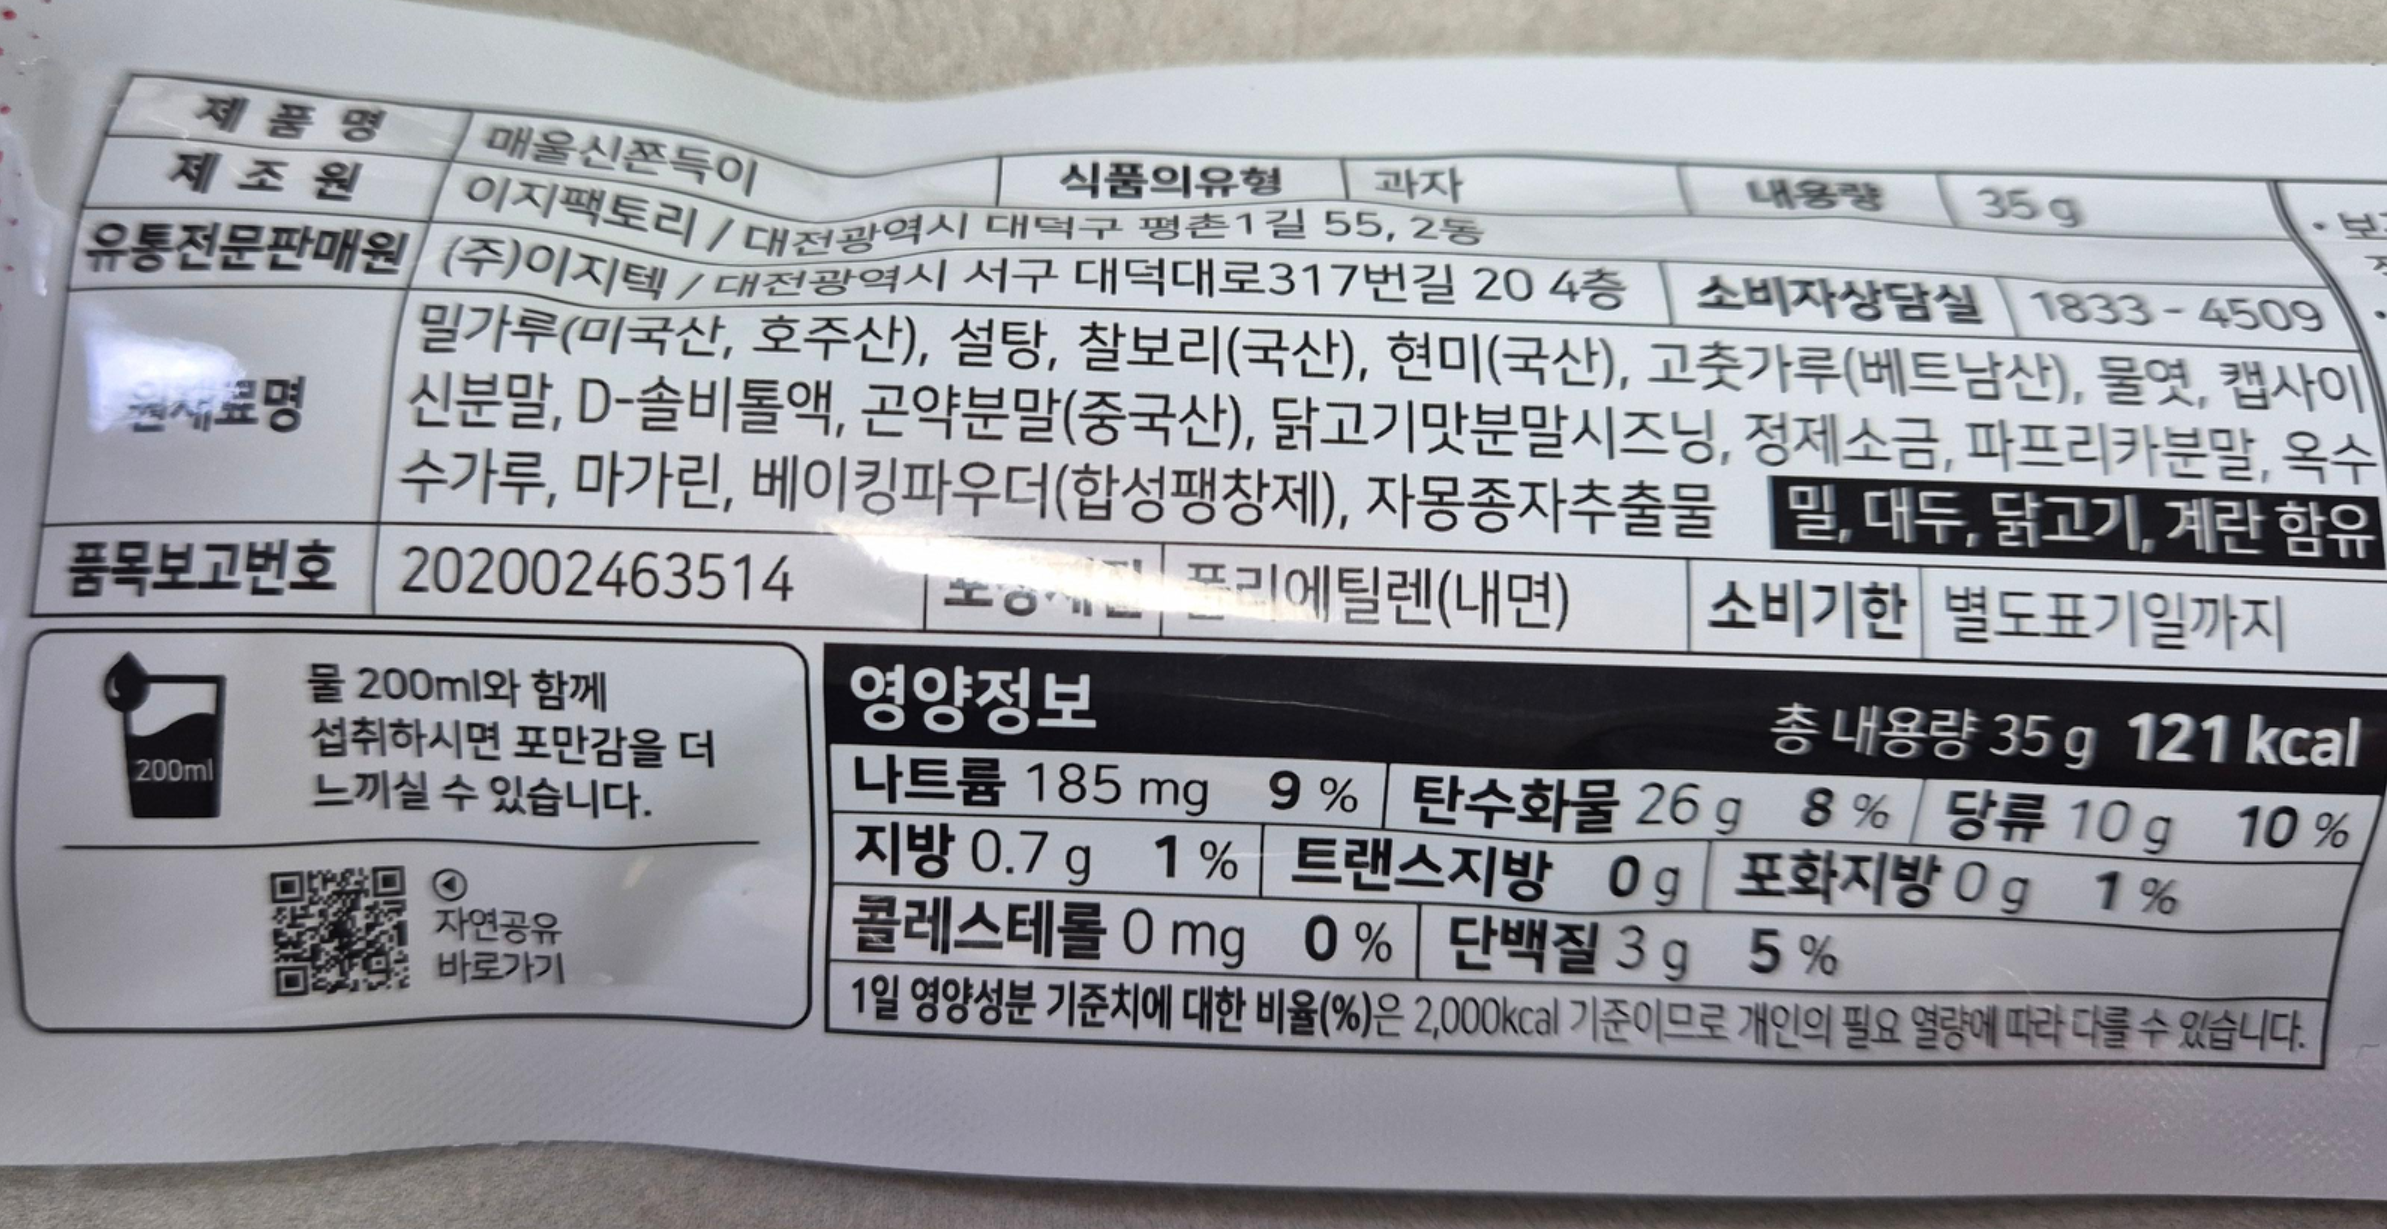 제품명 매울신쫀득이 식품의유형 과자 내용량 35 g
제조원 이지팩토리 / 대전광역시 대덕구 평촌1길 55, 2동
유통전문판매원 (주)이지텍 / 대전광역시 서구 대덕대로317번길 20 4층 소비자상담실 1833 - 4509
원재료명 밀가루(미국산, 호주산), 설탕, 찰보리(국산), 현미(국산), 고춧가루(베트남산), 물엿, 캡사이
신분말, D-솔비톨액, 곤약분말(중국산), 닭고기맛분말시즈닝, 정제소금, 파프리카분말, 옥수
수가루, 마가린, 베이킹파우더(합성팽창제), 자몽종자추출물 밀, 대두, 닭고기, 계란 함유
품목보고번호 202002463514 포장재질 폴리에틸렌(내면) 소비기한 별도표기일까지
물 200ml와 함께
섭취하시면 포만감을 더
느끼실 수 있습니다.
200ml
자연공유
바로가기
영양정보 총 내용량 35 g 121 kcal
나트륨 185 mg 9 % 탄수화물 26 g 8 % 당류 10 g 10 %
지방 0.7 g 1 % 트랜스지방 0 g 포화지방 0 g 1 %
콜레스테롤 0 mg 0 % 단백질 3 g 5 %
1일 영양성분 기준치에 대한 비율(%)은 2,000kcal 기준이므로 개인의 필요 열량에 따라 다를 수 있습니다.